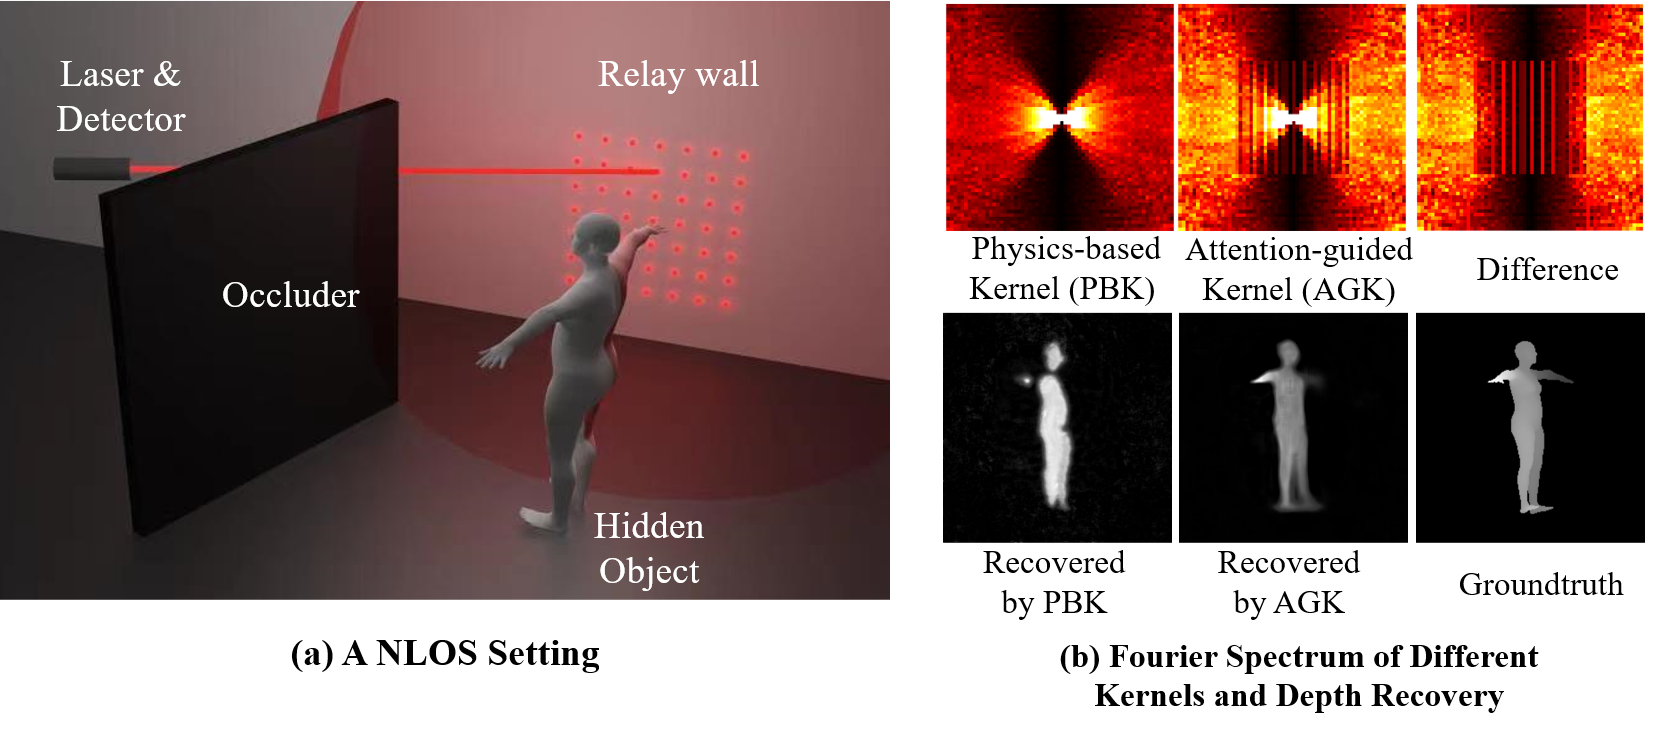 Laser &
Detector
Relay wall
Occluder
Hidden
Object
(a) A NLOS Setting
Physics-based
Kernel (PBK)
Attention-guided
Kernel (AGK)
Difference
Recovered
by PBK
Recovered
by AGK
Groundtruth
(b) Fourier Spectrum of Different
Kernels and Depth Recovery